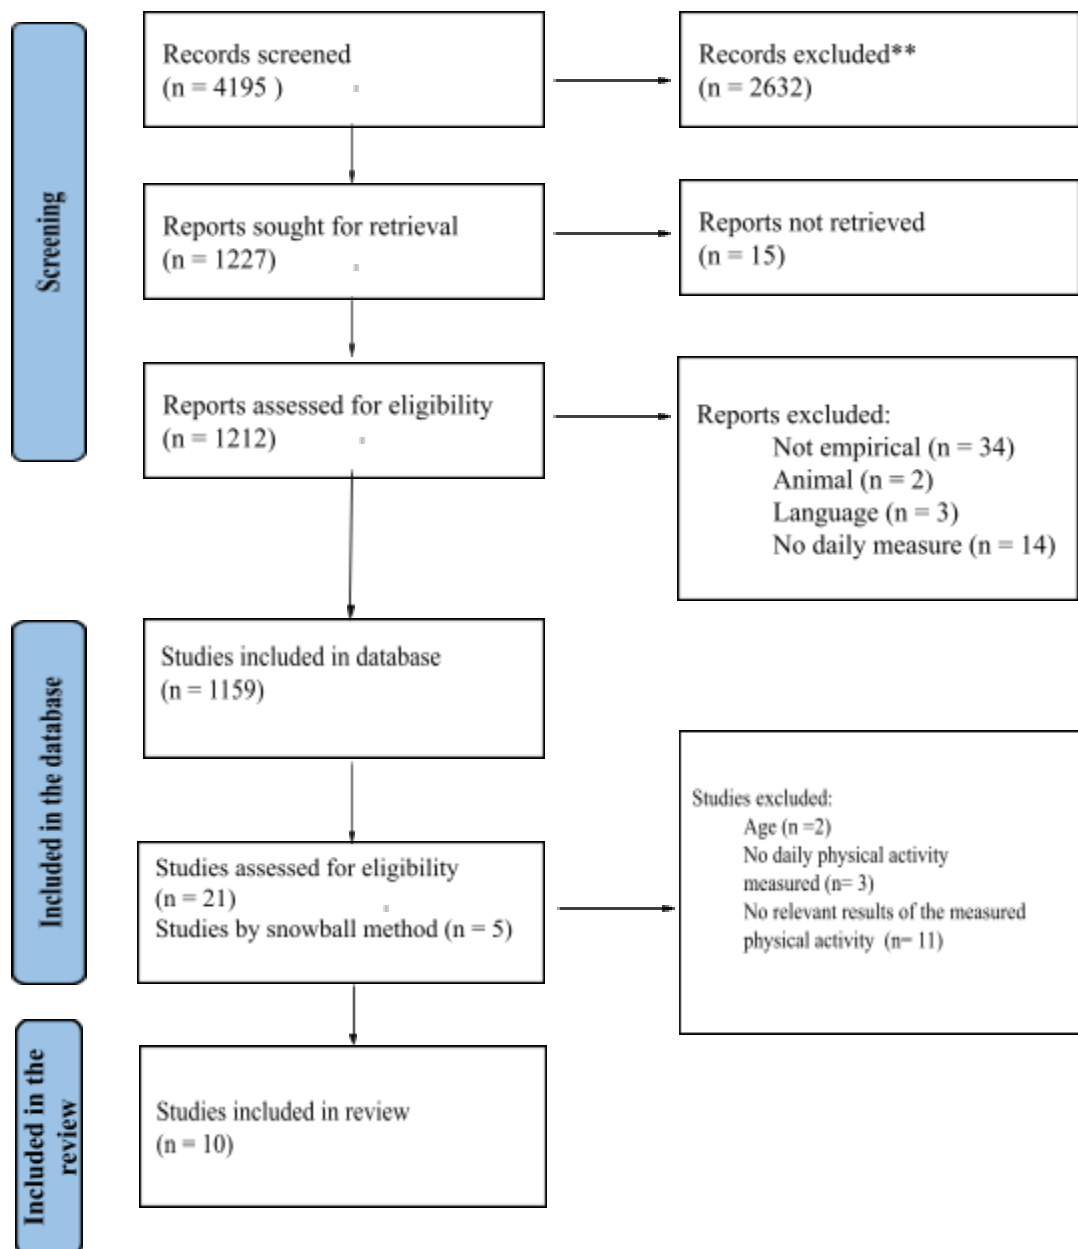 Screening
Records screened
(n = 4195 )
Records excluded**
(n = 2632)
Reports sought for retrieval
(n = 1227)
Reports not retrieved
(n = 15)
Reports assessed for eligibility
(n = 1212)
Reports excluded:
Not empirical (n = 34)
Animal (n = 2)
Language (n = 3)
No daily measure (n = 14)
Included in the database
Studies included in database
(n = 1159)
Studies assessed for eligibility
(n = 21)
Studies by snowball method (n = 5)
Studies excluded:
Age (n =2)
No daily physical activity
measured (n= 3)
No relevant results of the measured
physical activity (n= 11)
Included in the
review
Studies included in review
(n = 10)